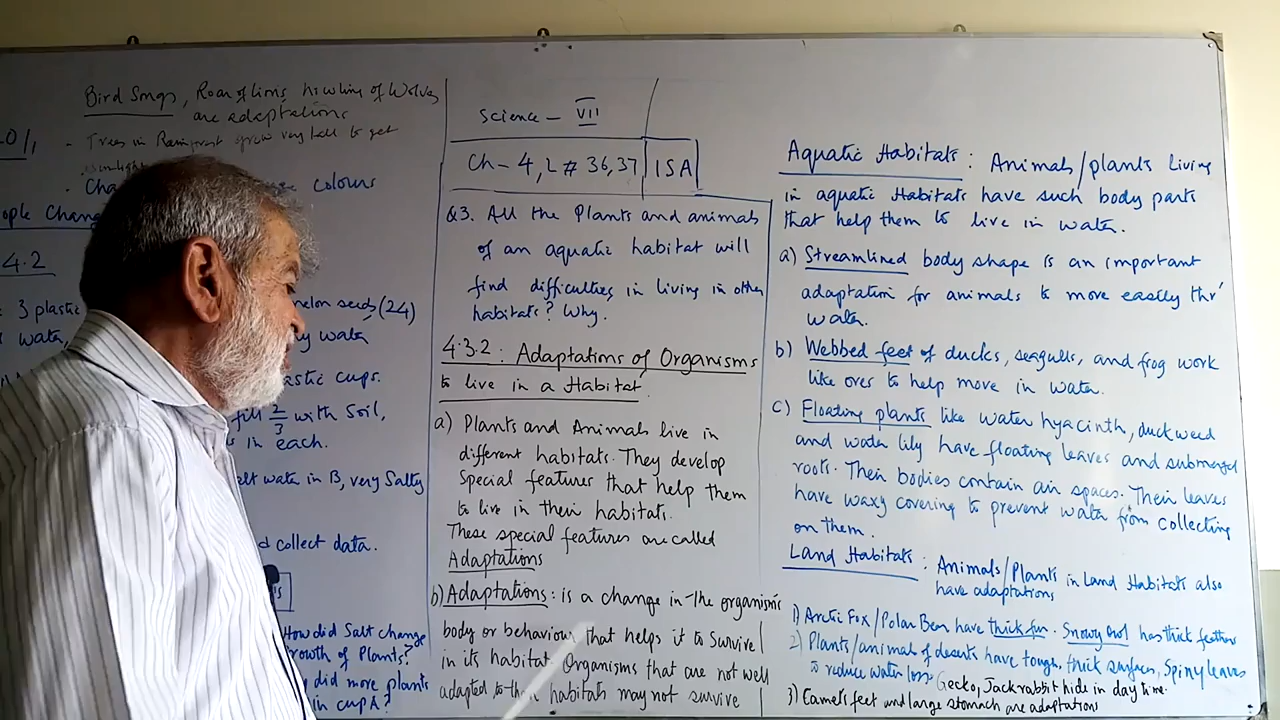 Bird Songs, Roar of lions, howling of Wolves
are adaptations
- Trees in Rainforest grow very tall to get
sunlight
colours
ople Chang
4.2
3 plastic
melon seeds (24)
water,
water
plastic cups.
fill 2/3 with Soil,
in each.
salt water in B, very Salty
d collect data.
How did Salt change
growth of Plants?
did more plants
in cup A?
Science - VII
Ch - 4, L # 36,37 | ISA
Q3. All the Plants and animals
of an aquatic habitat will
find difficulties in living in other
habitats? Why.
4.3.2 : Adaptations of Organisms
to live in a Habitat.
a) Plants and Animals live in
different habitats. They develop
Special features that help them
to live in their habitats.
These special features are called
Adaptations
b) Adaptations : is a change in the organism's
body or behaviour that helps it to survive
in its habitat. Organisms that are not well
adapted to their habitats may not survive
Aquatic Habitats : Animals/plants living
in aquatic Habitats have such body parts
that help them to live in water.
a) Streamlined body shape is an important
adaptation for animals to move easily thr'
water.
b) Webbed feet of ducks, seagulls, and frog work
like ores to help move in water.
c) Floating plants like water hyacinth, duckweed
and water lily have floating leaves and submerged
roots. Their bodies contain air spaces. Their leaves
have waxy covering to prevent water from collecting
on them.
Land Habitats : Animals/Plants in Land Habitats also
have adaptations
1) Arctic Fox/Polar Bear have thick fur. Snowy owl has thick feathers
2) Plants/animal of deserts have tough, thick surfaces, Spiny leaves
to reduce water loss. Gecko, Jackrabbit hide in day time.
3) Camel's feet and large stomach are adaptations